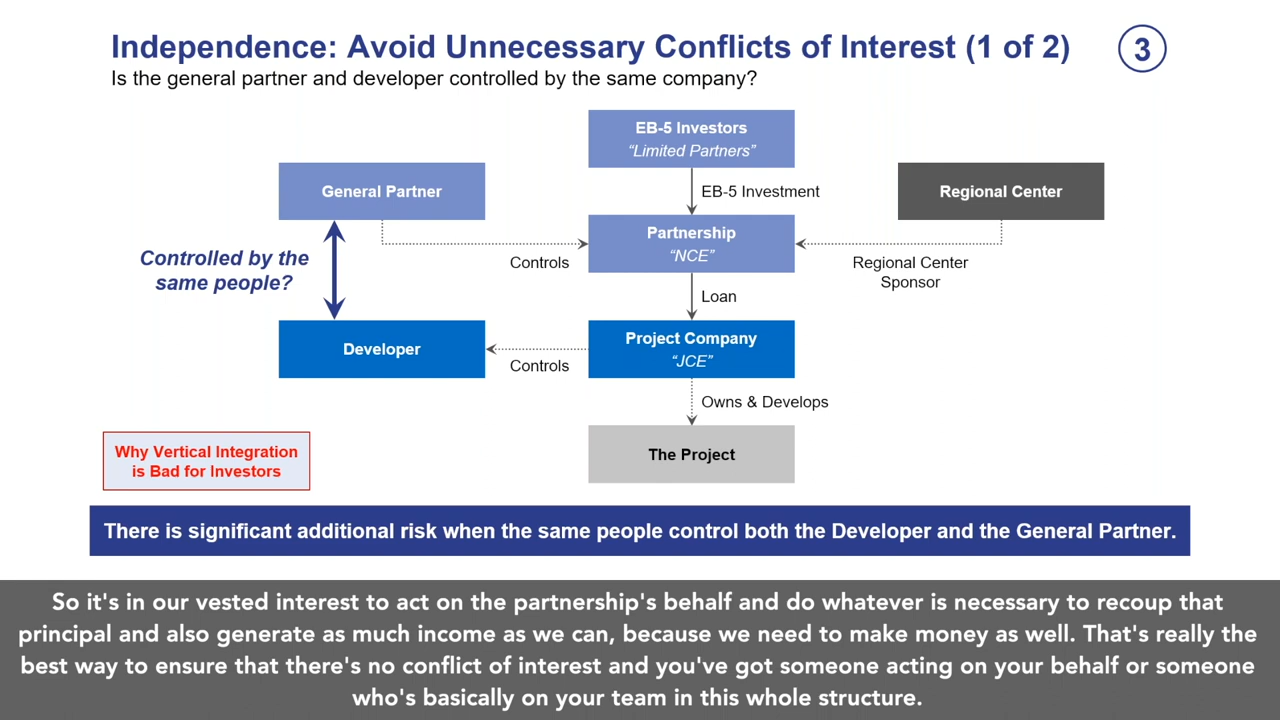 Independence: Avoid Unnecessary Conflicts of Interest (1 of 2)
3
Is the general partner and developer controlled by the same company?
EB-5 Investors
“Limited Partners”
General Partner
EB-5 Investment
Regional Center
Partnership
“NCE”
Controlled by the
same people?
Controls
Regional Center
Sponsor
Loan
Developer
Controls
Project Company
“JCE”
Owns & Develops
Why Vertical Integration
is Bad for Investors
The Project
There is significant additional risk when the same people control both the Developer and the General Partner.
So it's in our vested interest to act on the partnership's behalf and do whatever is necessary to recoup that
principal and also generate as much income as we can, because we need to make money as well. That's really the
best way to ensure that there's no conflict of interest and you've got someone acting on your behalf or someone
who's basically on your team in this whole structure.